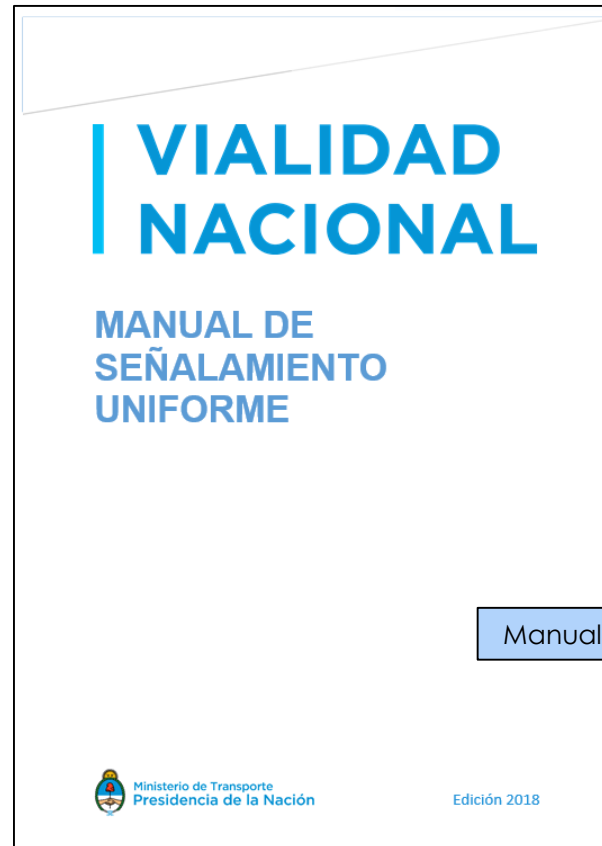 VIALIDAD
NACIONAL
MANUAL DE
SEÑALAMIENTO
UNIFORME
Manual
Ministerio de Transporte
Presidencia de la Nación
Edición 2018